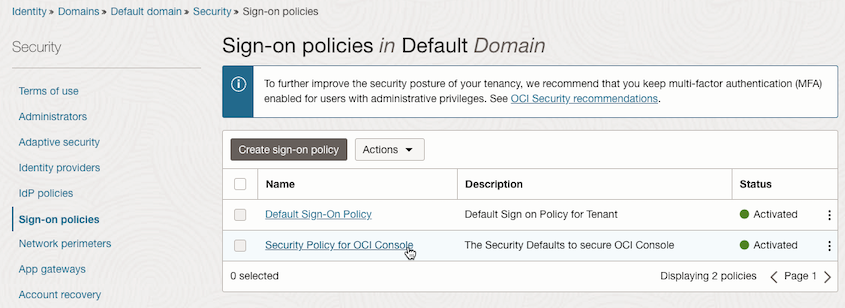 Identity » Domains » Default domain » Security » Sign-on policies
Security
Terms of use
Administrators
Adaptive security
Identity providers
IdP policies
Sign-on policies
Network perimeters
App gateways
Account recovery
Sign-on policies in Default Domain
To further improve the security posture of your tenancy, we recommend that you keep multi-factor authentication (MFA)
enabled for users with administrative privileges. See OCI Security recommendations.
Create sign-on policy Actions
Name Description Status
Default Sign-On Policy Default Sign on Policy for Tenant Activated
Security Policy for OCI Console The Security Defaults to secure OCI Console Activated
0 selected Displaying 2 policies Page 1